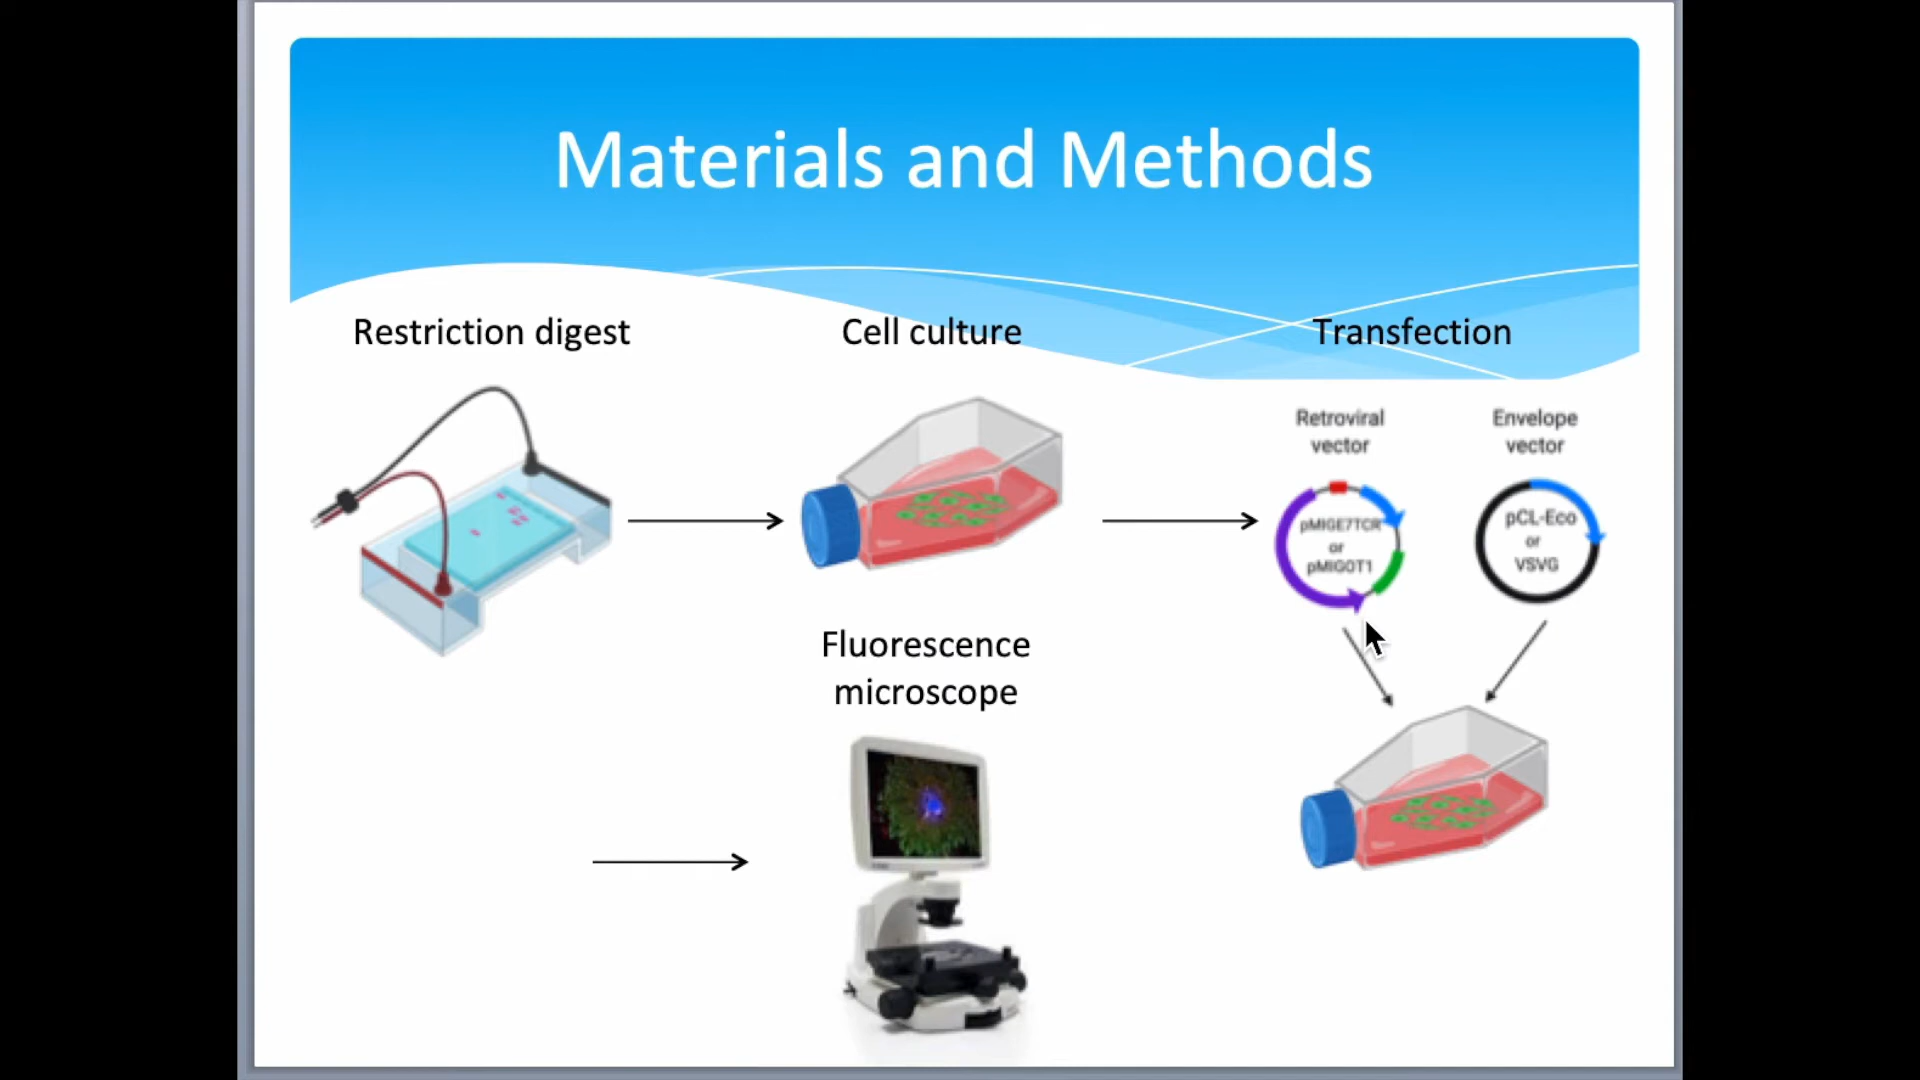 Materials and Methods
Restriction digest
Cell culture
Transfection
Retroviral
vector
Envelope
vector
pMIGE7TCR
or
pMIGOT1
pCL-Eco
or
VSVG
Fluorescence
microscope